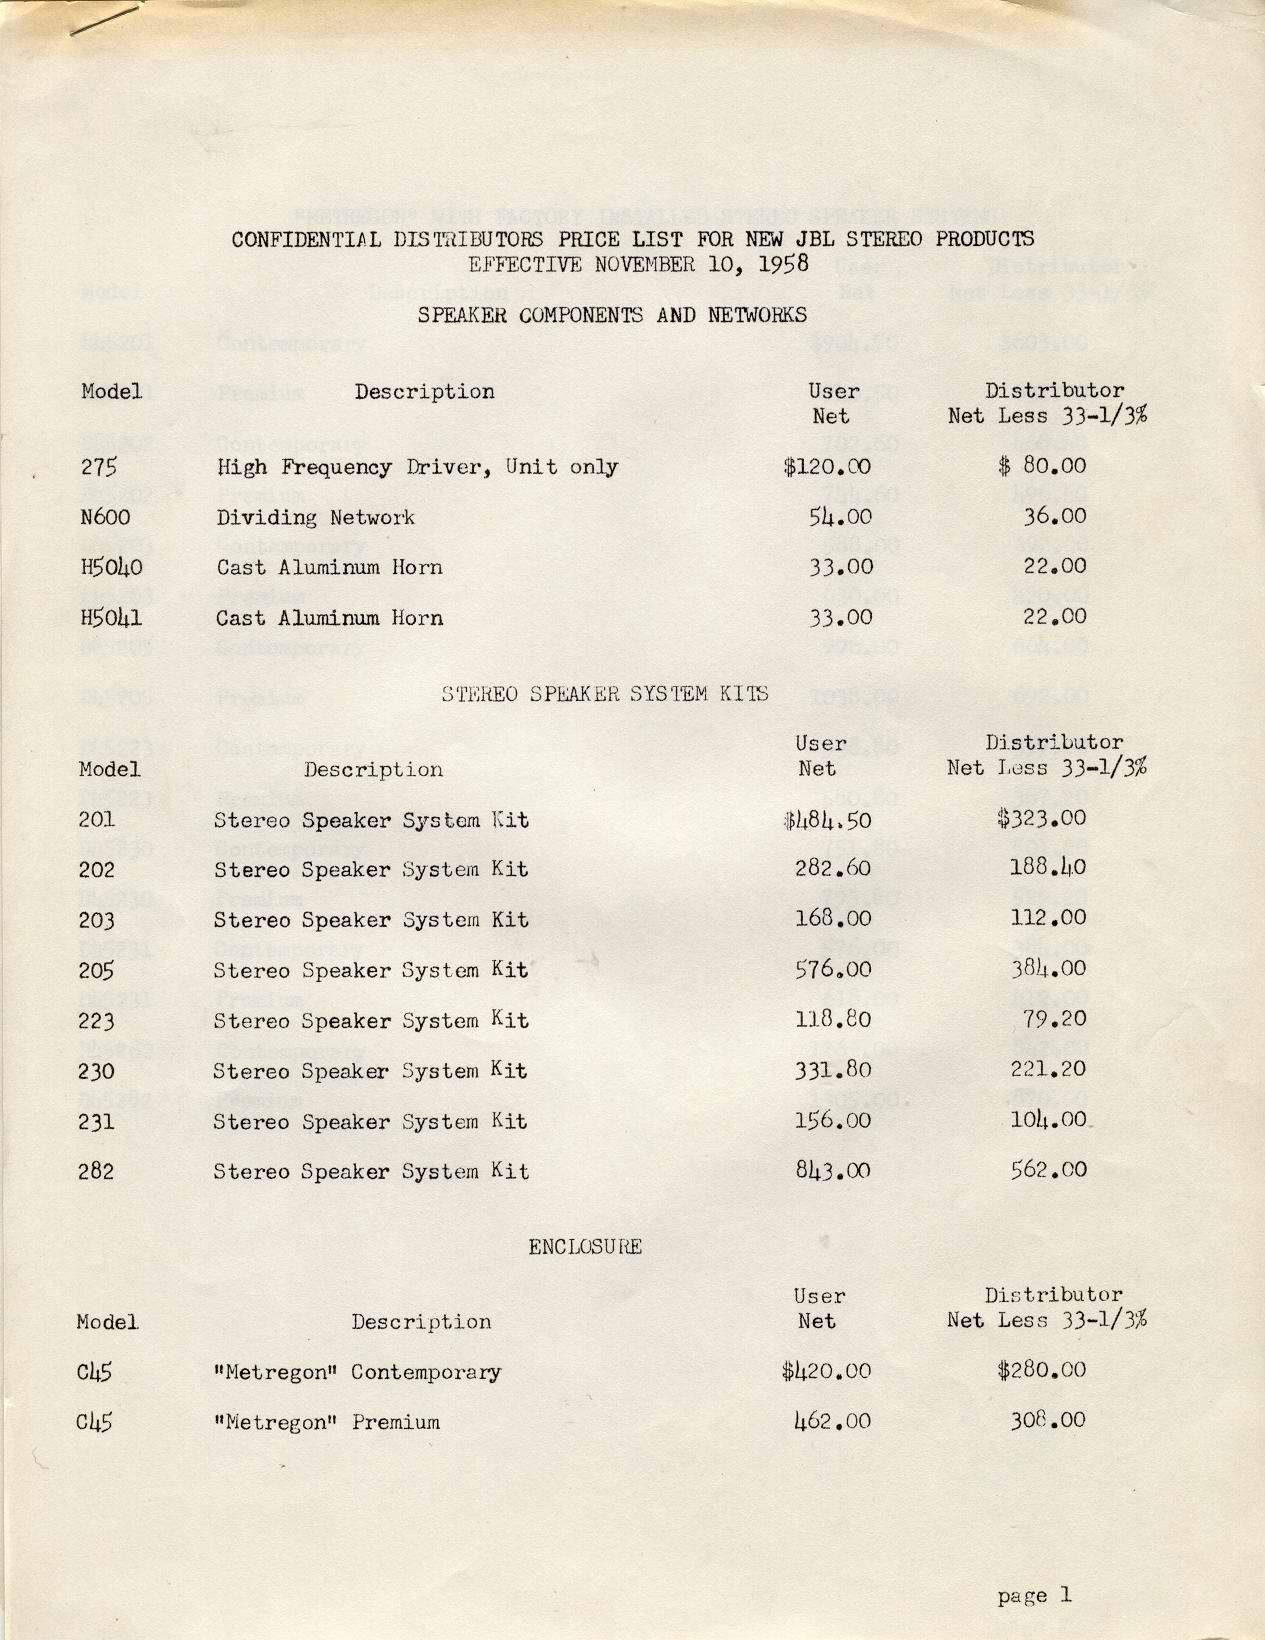 CONFIDENTIAL DISTRIBUTORS PRICE LIST FOR NEW JBL STEREO PRODUCTS
EFFECTIVE NOVEMBER 10, 1958
SPEAKER COMPONENTS AND NETWORKS
Model Description User Distributor
Net Net Less 33-1/3%
275 High Frequency Driver, Unit only $120.00 $ 80.00
N600 Dividing Network 54.00 36.00
H5040 Cast Aluminum Horn 33.00 22.00
H5041 Cast Aluminum Horn 33.00 22.00
STEREO SPEAKER SYSTEM KITS
User Distributor
Model Description Net Net Less 33-1/3%
201 Stereo Speaker System Kit $484.50 $323.00
202 Stereo Speaker System Kit 282.60 188.40
203 Stereo Speaker System Kit 168.00 112.00
205 Stereo Speaker System Kit 576.00 384.00
223 Stereo Speaker System Kit 118.80 79.20
230 Stereo Speaker System Kit 331.80 221.20
231 Stereo Speaker System Kit 156.00 104.00
282 Stereo Speaker System Kit 843.00 562.00
ENCLOSURE
User Distributor
Model Description Net Net Less 33-1/3%
C45 "Metregon" Contemporary $420.00 $280.00
C45 "Metregon" Premium 462.00 308.00
page 1